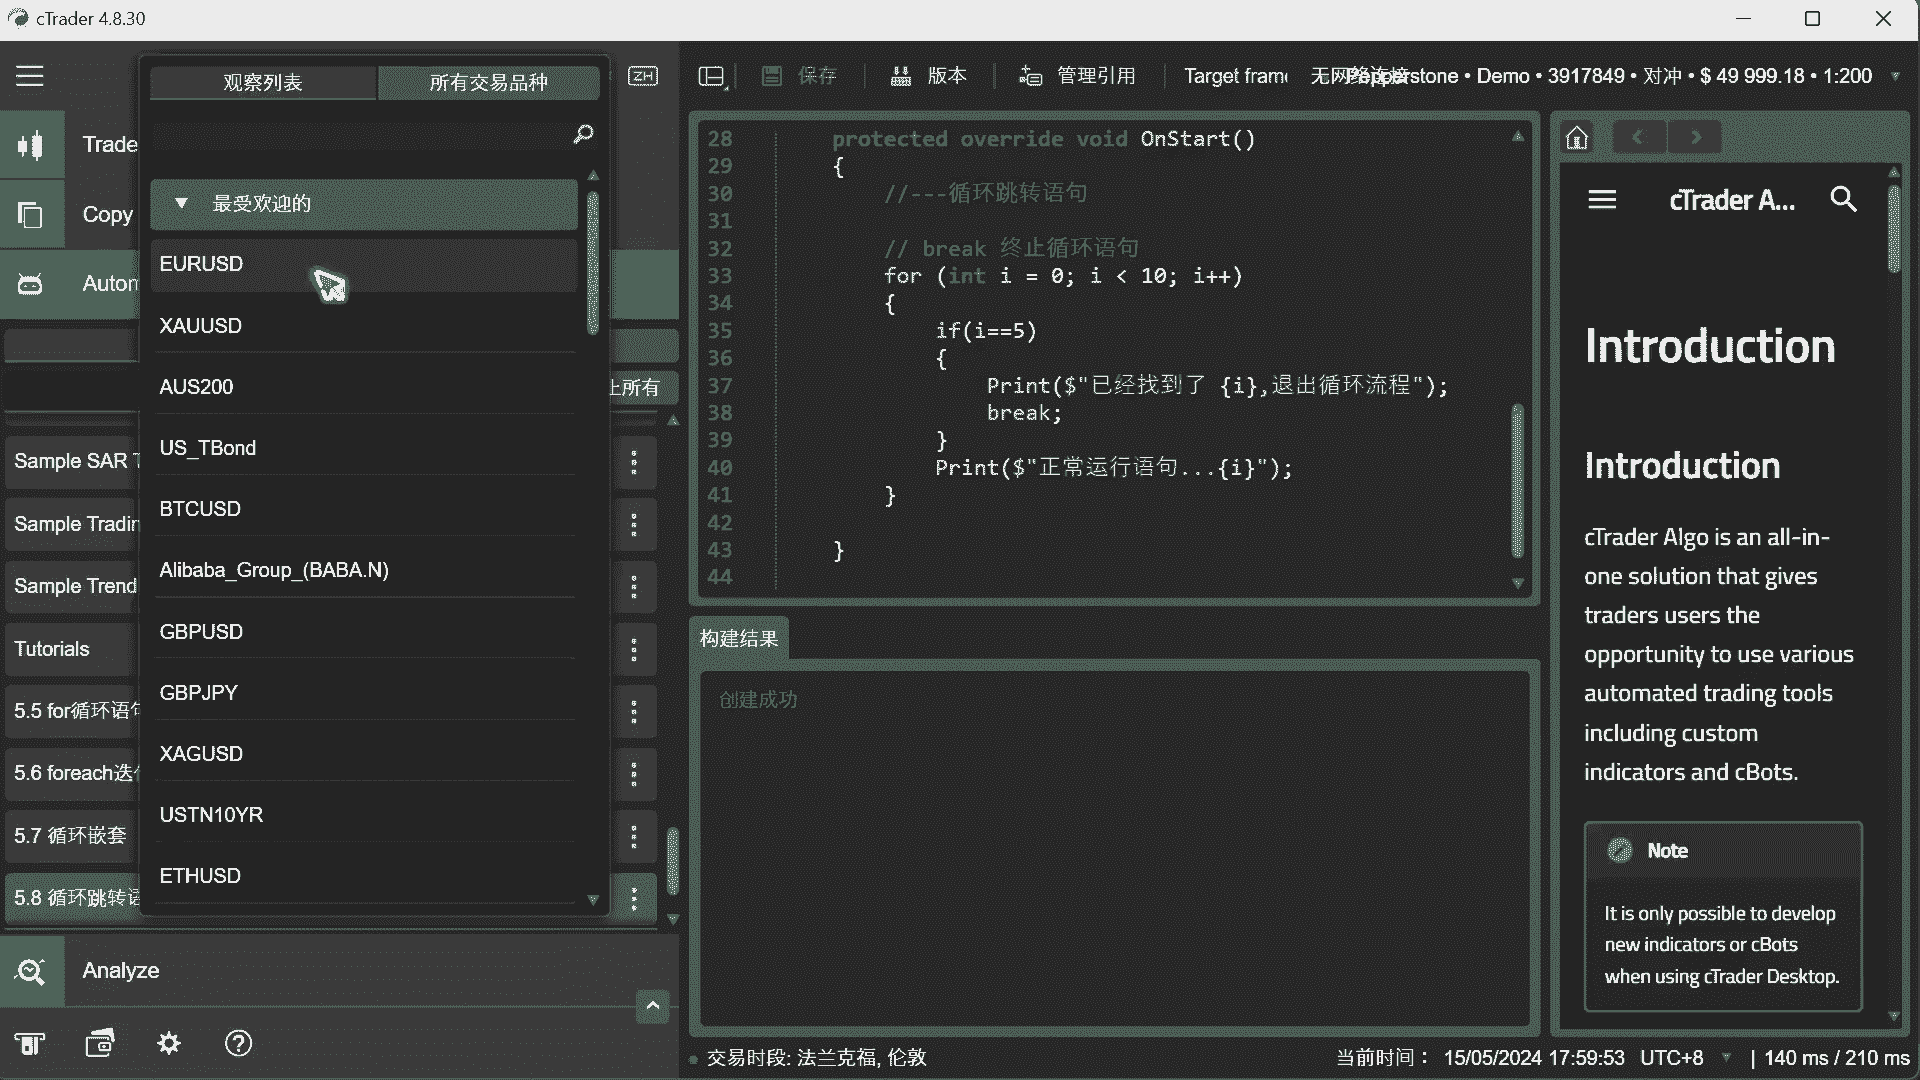 cTrader 4.8.30
观察列表
所有交易品种
ZH
保存
版本
管理引用
Target frame
Pepperstone • Demo • 3917849 • 对冲 • $ 49 999.18 • 1:200
Trade
Copy
Autom
最受欢迎的
EURUSD
XAUUSD
AUS200
US_TBond
BTCUSD
Alibaba_Group_(BABA.N)
GBPUSD
GBPJPY
XAGUSD
USTN10YR
ETHUSD
止所有
Sample SAR T
Sample Tradin
Sample Trend
Tutorials
5.5 for循环语句
5.6 foreach迭代
5.7 循环嵌套
5.8 循环跳转语
Analyze
28 protected override void OnStart()
29 {
30 //---循环跳转语句
31
32 // break 终止循环语句
33 for (int i = 0; i < 10; i++)
34 {
35 if(i==5)
36 {
37 Print($"已经找到了 {i},退出循环流程");
38 break;
39 }
40 Print($"正常运行语句...{i}");
41 }
42
43 }
44
构建结果
创建成功
cTrader A...
Introduction
Introduction
cTrader Algo is an all-in-
one solution that gives
traders users the
opportunity to use various
automated trading tools
including custom
indicators and cBots.
Note
It is only possible to develop
new indicators or cBots
when using cTrader Desktop.
交易时段: 法兰克福, 伦敦
当前时间： 15/05/2024 17:59:53 UTC+8 | 140 ms / 210 ms